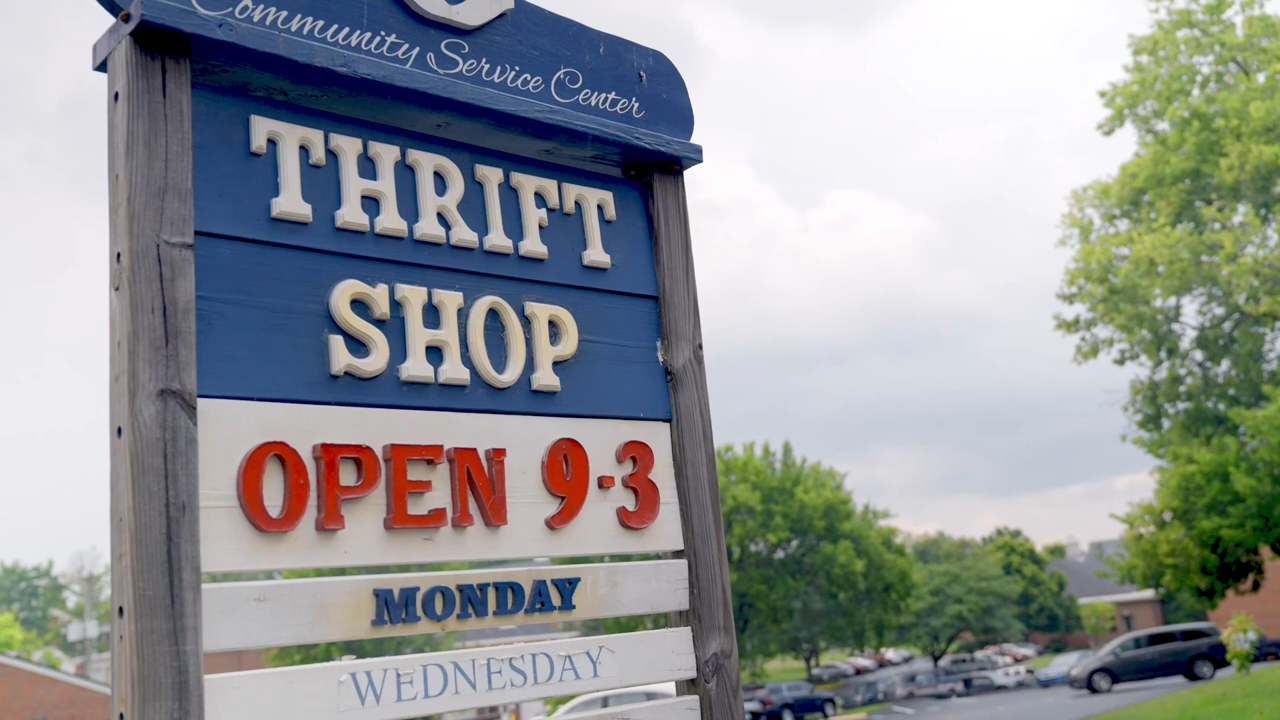 Community Service Center
THRIFT
SHOP
OPEN 9-3
MONDAY
WEDNESDAY